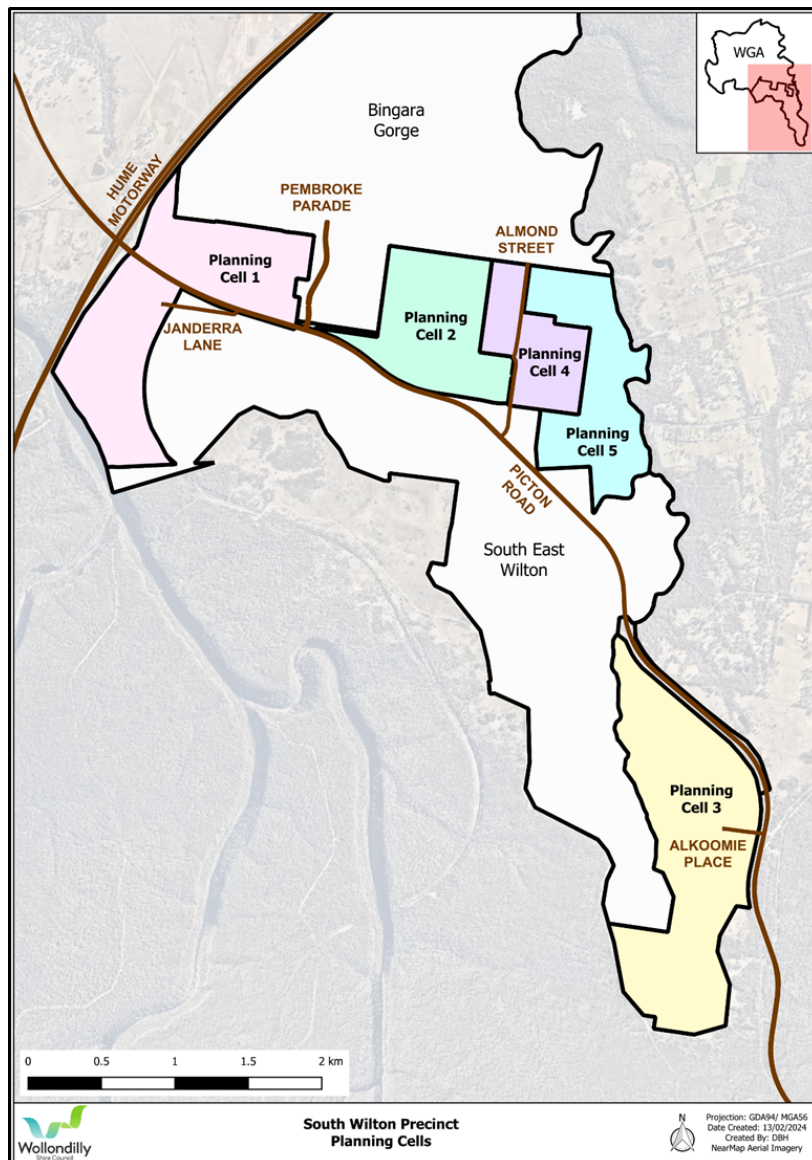 WGA
Bingara
Gorge
HUME
MOTORWAY
PEMBROKE
PARADE
ALMOND
STREET
Planning
Cell 1
JANDERRA
LANE
Planning
Cell 2
Planning
Cell 4
Planning
Cell 5
PICTON
ROAD
South East
Wilton
Planning
Cell 3
ALKOOMIE
PLACE
0 0.5 1 2 km
Wollondilly
Shire Council
South Wilton Precinct
Planning Cells
N
Projection: GDA94/ MGA56
Date Created: 13/02/2024
Created By: DBH
NearMap Aerial Imagery